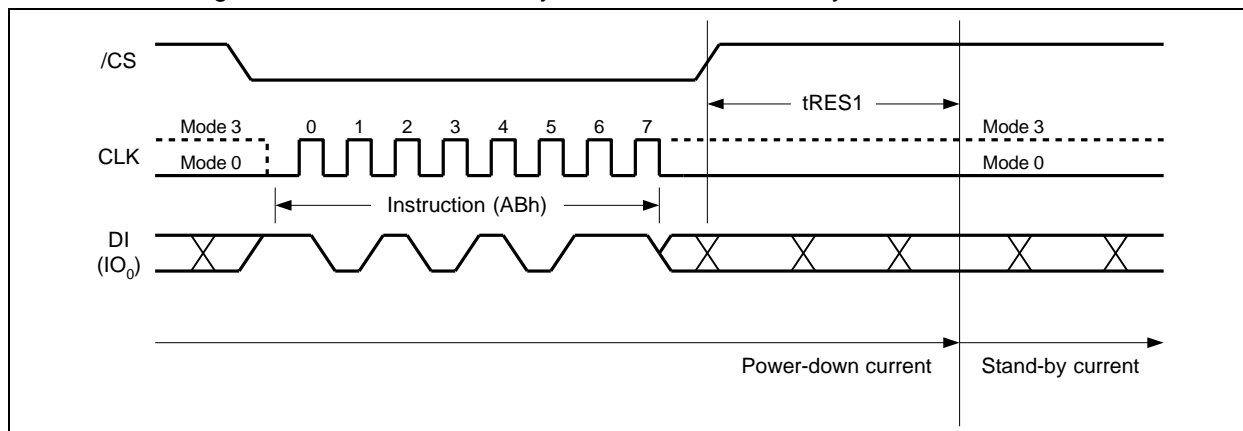 /CS
tRES1
Mode 3 0 1 2 3 4 5 6 7 Mode 3
CLK
Mode 0 Mode 0
Instruction (ABh)
DI
(IO0)
Power-down current Stand-by current